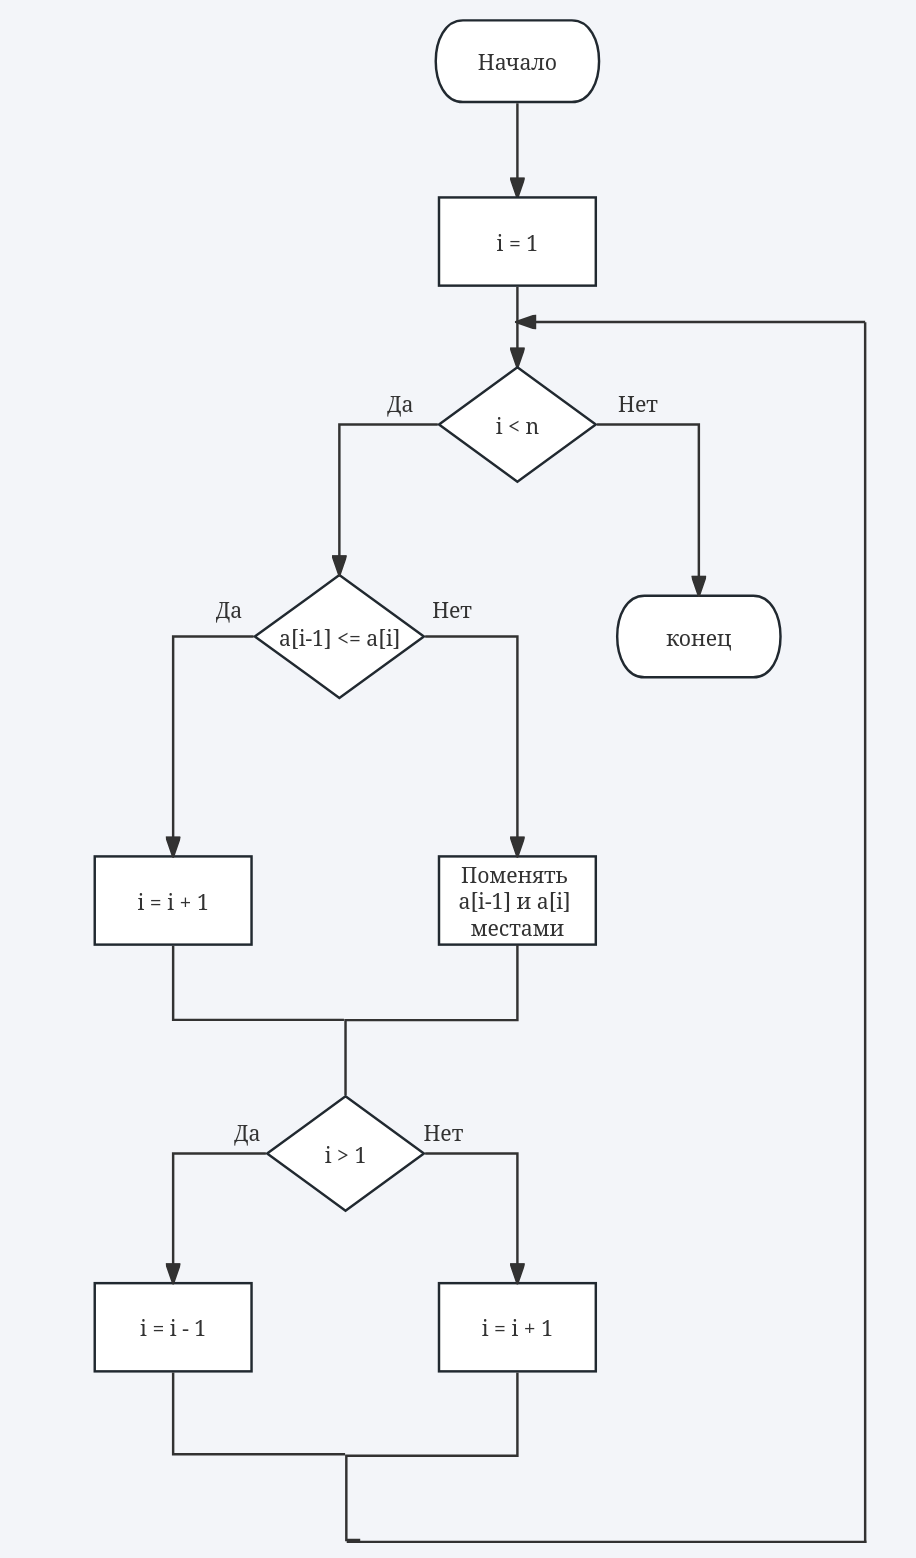 Начало
i = 1
Да
Нет
i < n
Да
Нет
a[i-1] <= a[i]
конец
i = i + 1
Поменять
a[i-1] и a[i]
местами
Да
Нет
i > 1
i = i - 1
i = i + 1